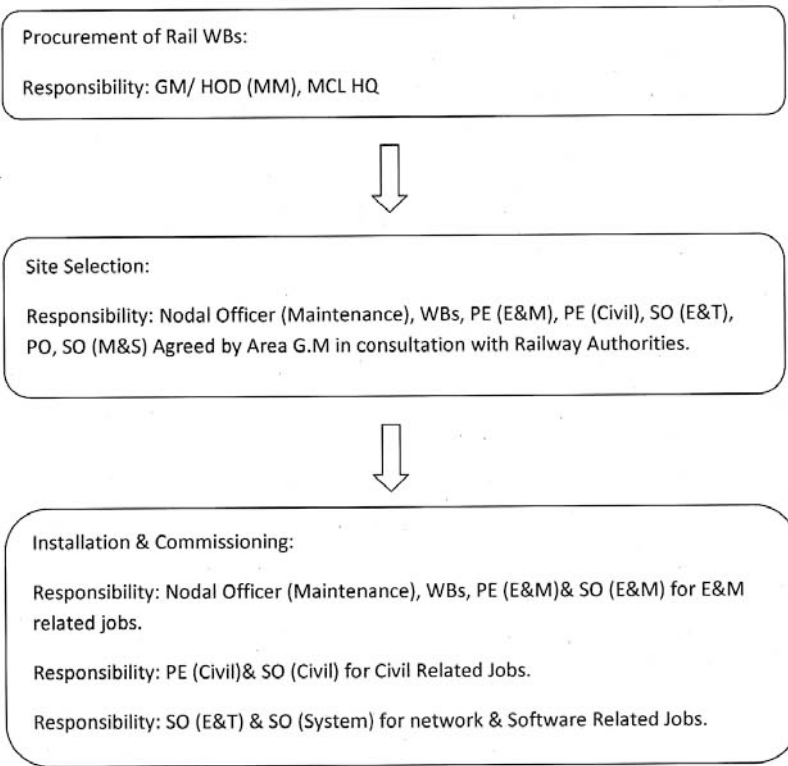 Procurement of Rail WBs:
Responsibility: GM/ HOD (MM), MCL HQ
Site Selection:
Responsibility: Nodal Officer (Maintenance), WBs, PE (E&M), PE (Civil), SO (E&T),
PO, SO (M&S) Agreed by Area G.M in consultation with Railway Authorities.
Installation & Commissioning:
Responsibility: Nodal Officer (Maintenance), WBs, PE (E&M)& SO (E&M) for E&M
related jobs.
Responsibility: PE (Civil)& SO (Civil) for Civil Related Jobs.
Responsibility: SO (E&T) & SO (System) for network & Software Related Jobs.